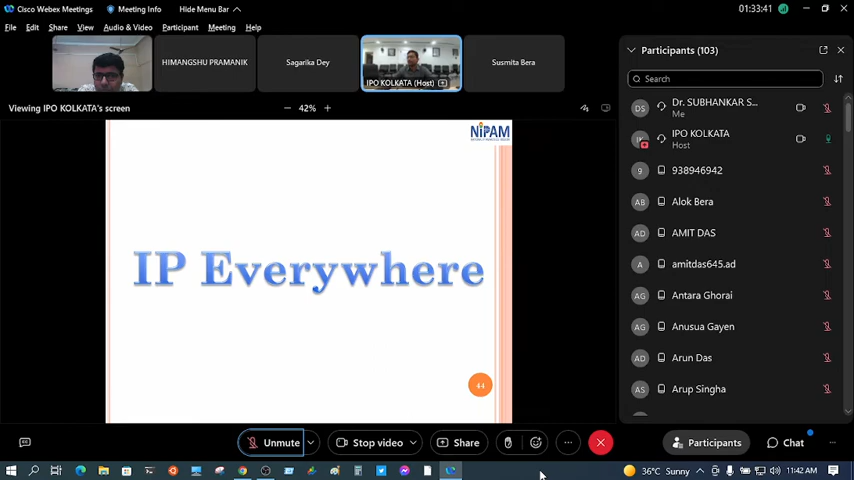 Cisco Webex Meetings
Meeting Info
Hide Menu Bar
01:33:41
File Edit Share View Audio & Video Participant Meeting Help
HIMANGSHU PRAMANIK
Sagarika Dey
IPO KOLKATA (Host)
Susmita Bera
Viewing IPO KOLKATA's screen
42%
NIPAM
IP Everywhere
44
Participants (103)
Search
DS
Dr. SUBHANKAR S...
Me
IPO KOLKATA
Host
9
938946942
AB
Alok Bera
AD
AMIT DAS
A
amitdas645.ad
AG
Antara Ghorai
AG
Anusua Gayen
AD
Arun Das
AS
Arup Singha
Unmute
Stop video
Share
Participants
Chat
36°C Sunny
11:42 AM